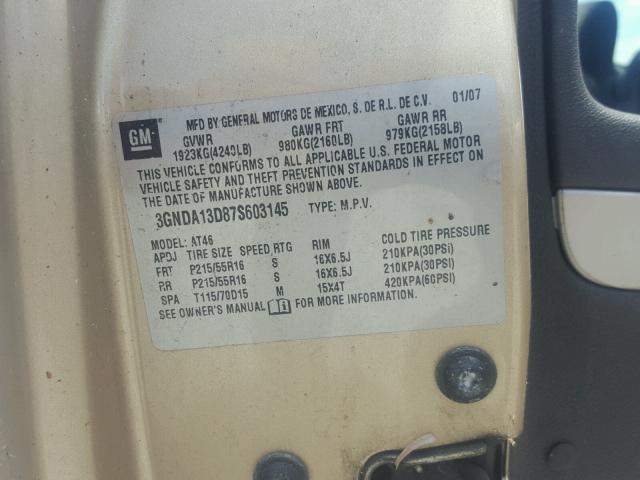 MFD BY GENERAL MOTORS DE MEXICO, S. DE R.L. DE C.V. 01/07
GM
GVWR GAWR FRT GAWR RR
1923KG(4240LB) 980KG(2160LB) 979KG(2158LB)
THIS VEHICLE CONFORMS TO ALL APPLICABLE U.S. FEDERAL MOTOR
VEHICLE SAFETY AND THEFT PREVENTION STANDARDS IN EFFECT ON
THE DATE OF MANUFACTURE SHOWN ABOVE.
3GNDA13D87S603145 TYPE: M.P.V.
MODEL: AT46
APDJ TIRE SIZE SPEED RTG RIM COLD TIRE PRESSURE
FRT P215/55R16 S 16X6.5J 210KPA(30PSI)
RR P215/55R16 S 16X6.5J 210KPA(30PSI)
SPA T115/70D15 M 15X4T 420KPA(60PSI)
SEE OWNER'S MANUAL FOR MORE INFORMATION.